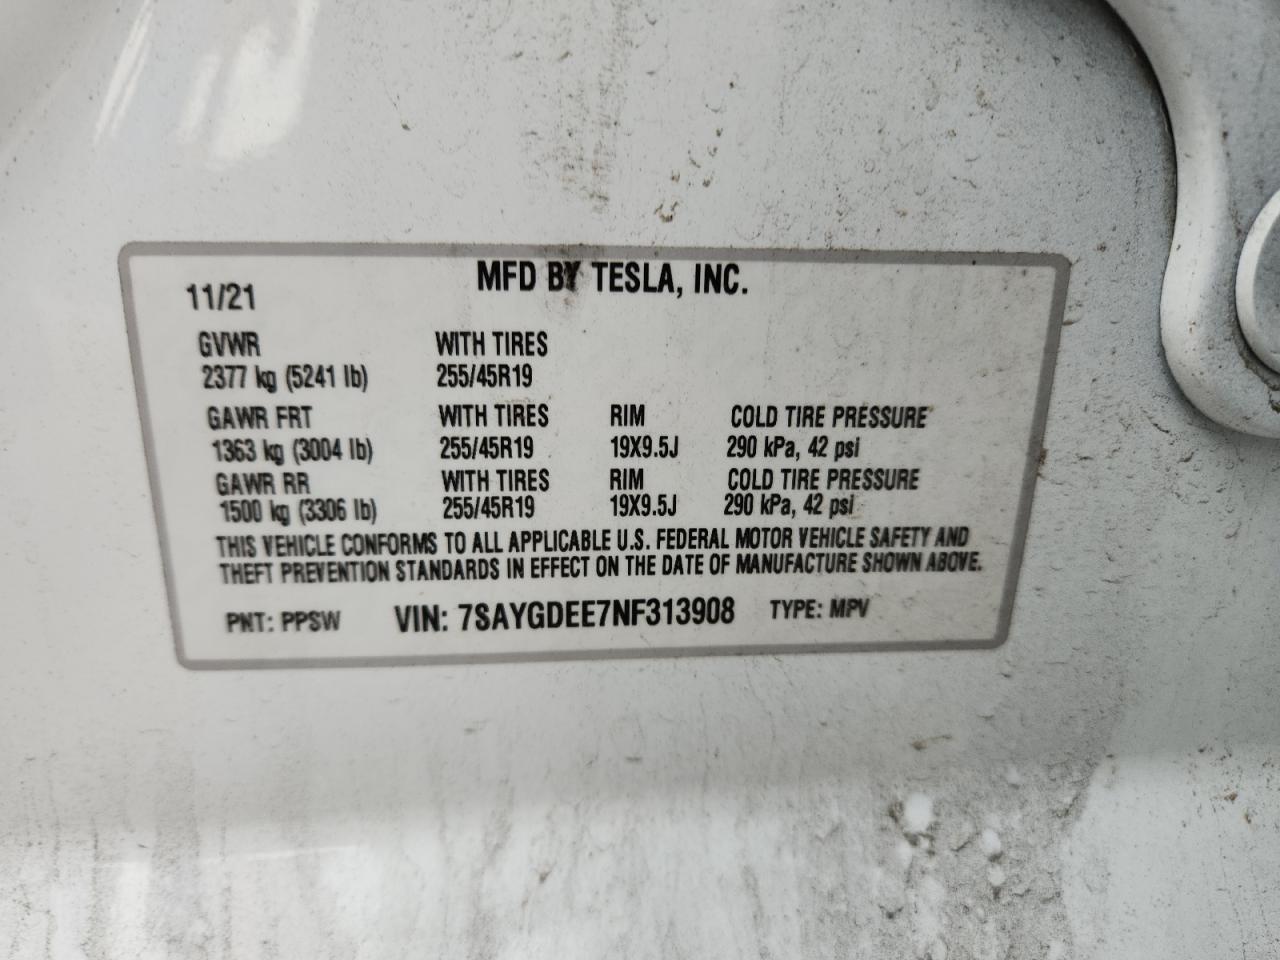 MFD BY TESLA, INC.
11/21
GVWR WITH TIRES
2377 kg (5241 lb) 255/45R19
GAWR FRT WITH TIRES RIM COLD TIRE PRESSURE
1363 kg (3004 lb) 255/45R19 19X9.5J 290 kPa, 42 psi
GAWR RR WITH TIRES RIM COLD TIRE PRESSURE
1500 kg (3306 lb) 255/45R19 19X9.5J 290 kPa, 42 psi
THIS VEHICLE CONFORMS TO ALL APPLICABLE U.S. FEDERAL MOTOR VEHICLE SAFETY AND
THEFT PREVENTION STANDARDS IN EFFECT ON THE DATE OF MANUFACTURE SHOWN ABOVE.
PNT: PPSW VIN: 7SAYGDEE7NF313908 TYPE: MPV